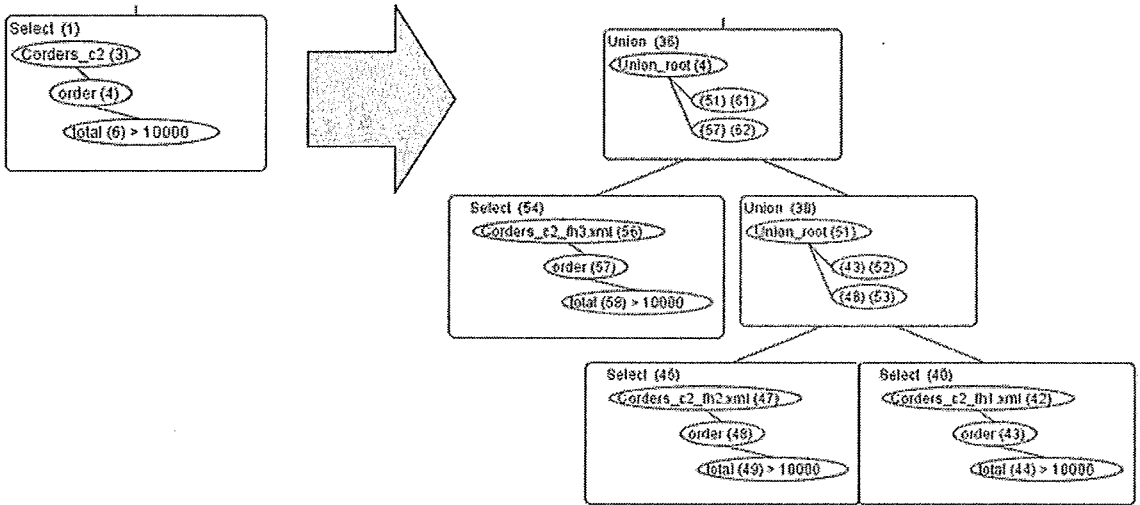 Select (1)
Corders_c2 (3)
order (4)
Total (6) > 10000
Union (36)
Union_root (4)
(51) (61)
(57) (62)
Select (54)
Corders_c2_fh3.xml (56)
order (57)
Total (58) > 10000
Union (38)
Union_root (51)
(43) (52)
(48) (53)
Select (45)
Corders_c2_fh2.xml (47)
order (48)
Total (49) > 10000
Select (40)
Corders_c2_fh1.xml (42)
order (43)
Total (44) > 10000